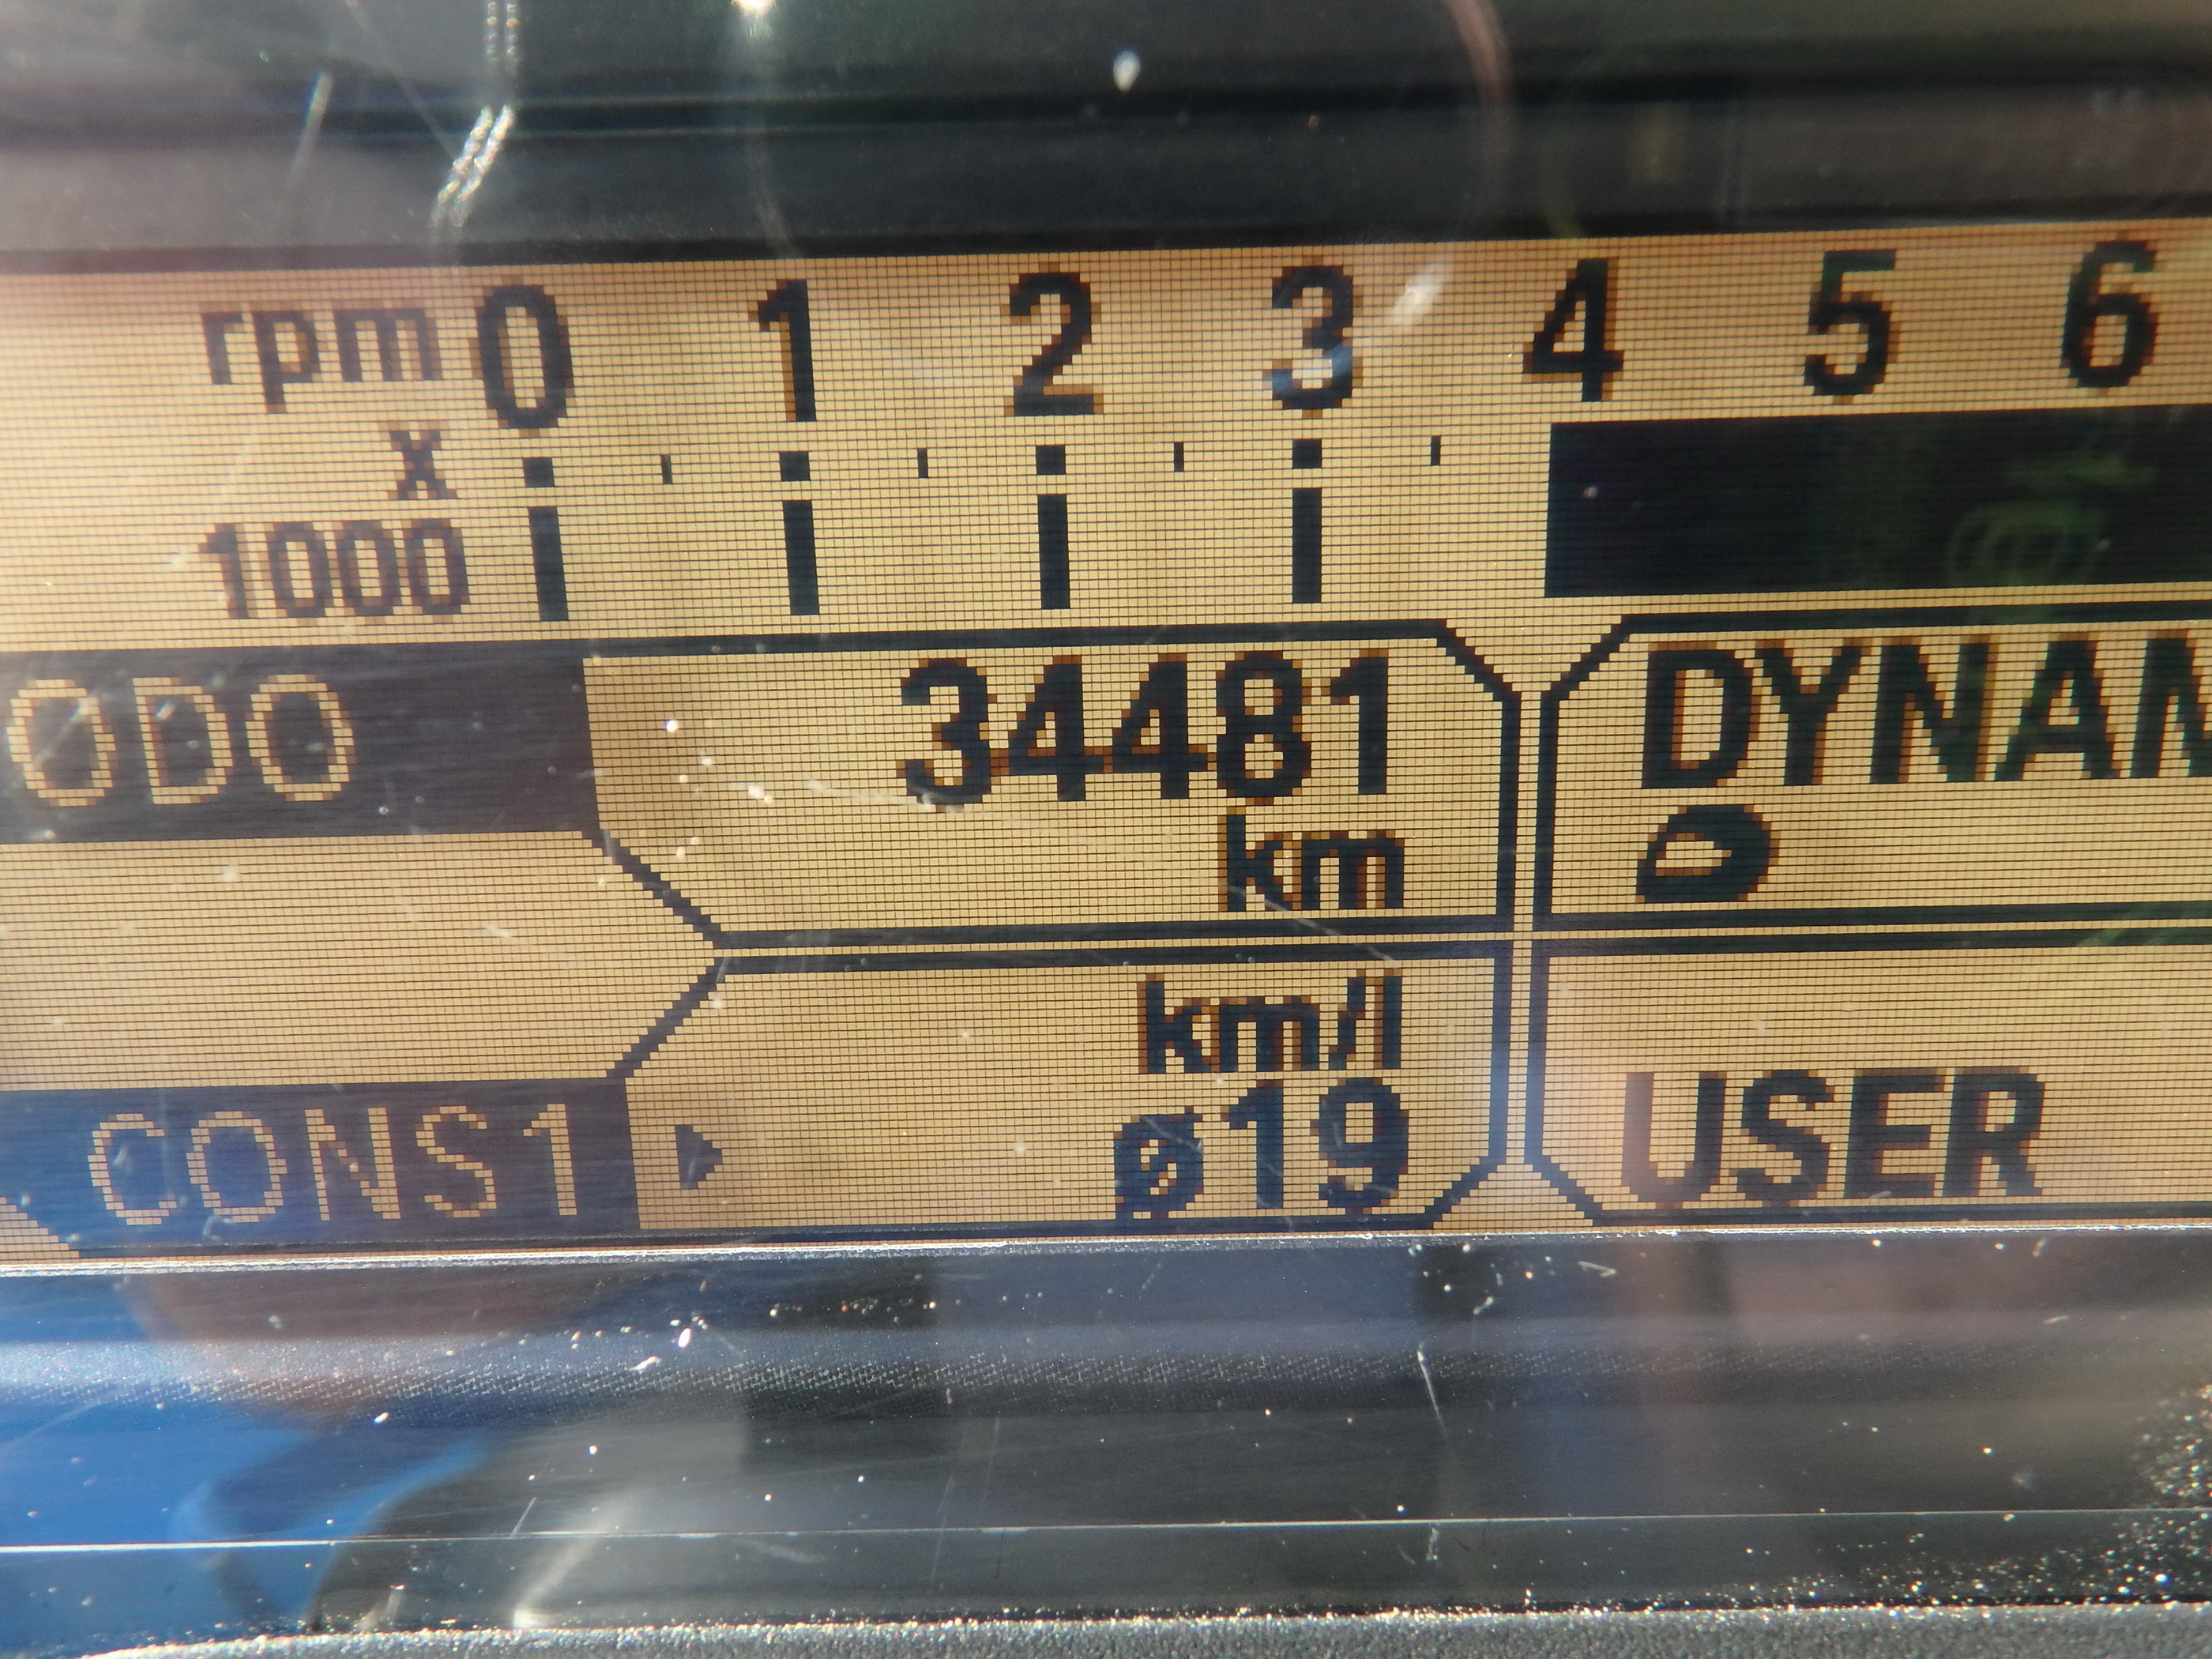 rpm 0 1 2 3 4 5 6
x
1000
ODO 34481
km
DYNAM
km/l
CONS1 ø19
USER